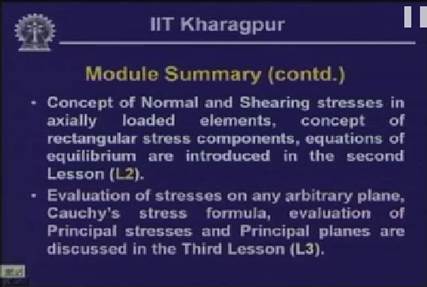 IIT Kharagpur
Module Summary (contd.)
• Concept of Normal and Shearing stresses in
axially loaded elements, concept of
rectangular stress components, equations of
equilibrium are introduced in the second
Lesson (L2).
• Evaluation of stresses on any arbitrary plane,
Cauchy's stress formula, evaluation of
Principal stresses and Principal planes are
discussed in the Third Lesson (L3).